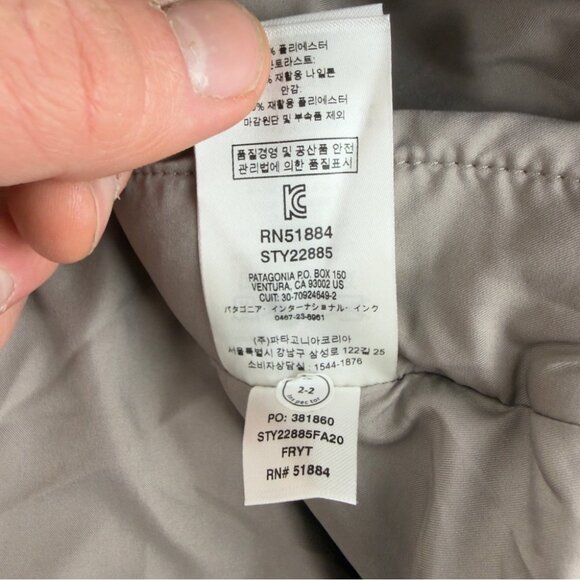 % 폴리에스터
트라스트:
% 재활용 나일론
안감:
% 재활용 폴리에스터
마감원단 및 부속품 제외
품질경영 및 공산품 안전
관리법에 의한 품질표시
RN51884
STY22885
PATAGONIA P.O. BOX 150
VENTURA, CA 93002 US
CUIT: 30-70924649-2
パタゴニア・インターナショナル・インク
0467-23-8961
(주)파타고니아코리아
서울특별시 강남구 삼성로 122길 25
소비자상담실 : 1544-1876
2-2
Inspector
PO: 381860
STY22885FA20
FRYT
RN# 51884